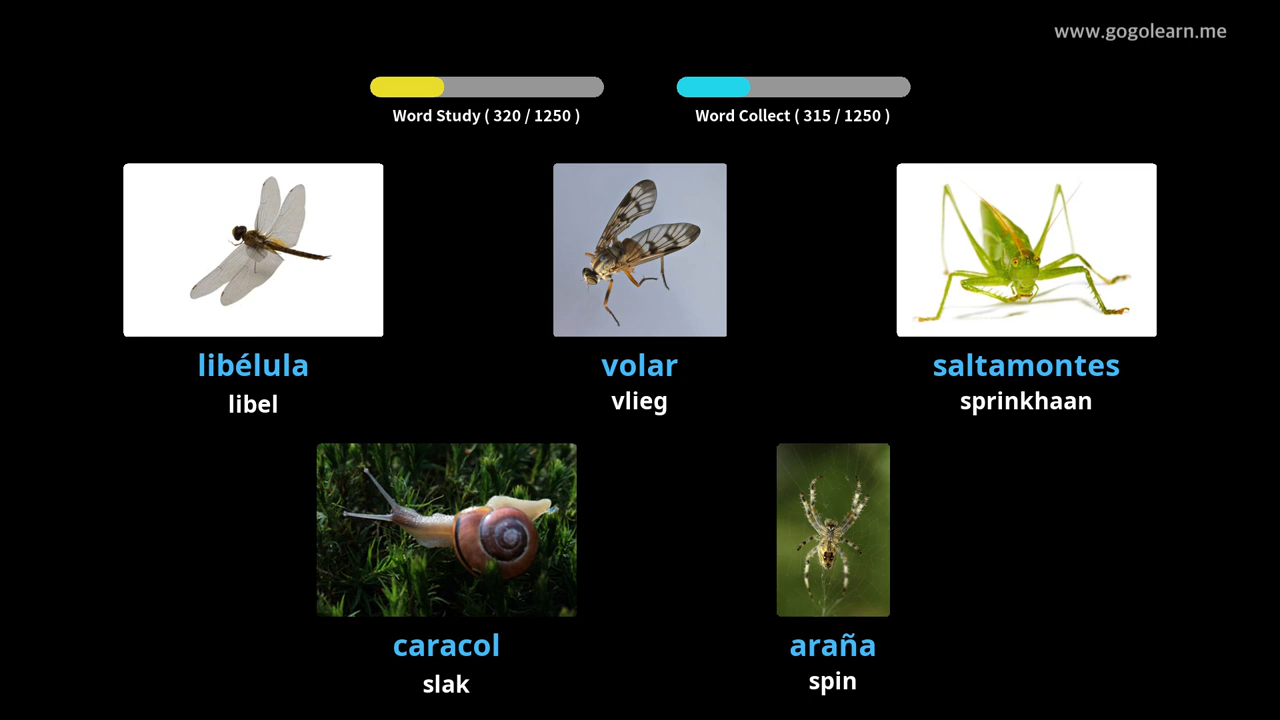 www.gogolearn.me
Word Study ( 320 / 1250 )
Word Collect ( 315 / 1250 )
libélula
libel
volar
vlieg
saltamontes
sprinkhaan
caracol
slak
araña
spin